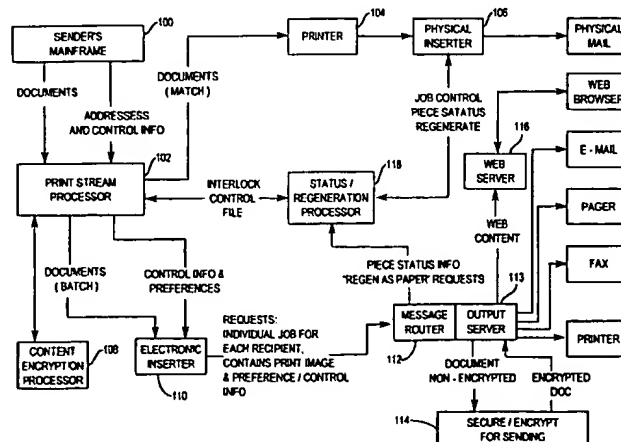 100
SENDER'S
MAINFRAME
DOCUMENTS
ADDRESSESS
AND CONTROL INFO
DOCUMENTS
(MATCH)
104
PRINTER
106
PHYSICAL
INSERTER
PHYSICAL
MAIL
JOB CONTROL
PIECE SATATUS
REGENERATE
WEB
BROWSER
116
WEB
SERVER
E - MAIL
102
PRINT STREAM
PROCESSOR
INTERLOCK
CONTROL
FILE
118
STATUS /
REGENERATION
PROCESSOR
WEB
CONTENT
PAGER
FAX
DOCUMENTS
(BATCH)
CONTROL INFO &
PREFERENCES
PIECE STATUS INFO
'REGEN AS PAPER' REQUESTS
113
REQUESTS:
INDIVIDUAL JOB FOR
EACH RECIPIENT,
CONTAINS PRINT IMAGE
& PREFERENCE / CONTROL
INFO
MESSAGE
ROUTER
OUTPUT
SERVER
PRINTER
112
CONTENT
ENCRYPTION
PROCESSOR
108
ELECTRONIC
INSERTER
110
DOCUMENT
NON - ENCRYPTED
ENCRYPTED
DOC
114
SECURE / ENCRYPT
FOR SENDING